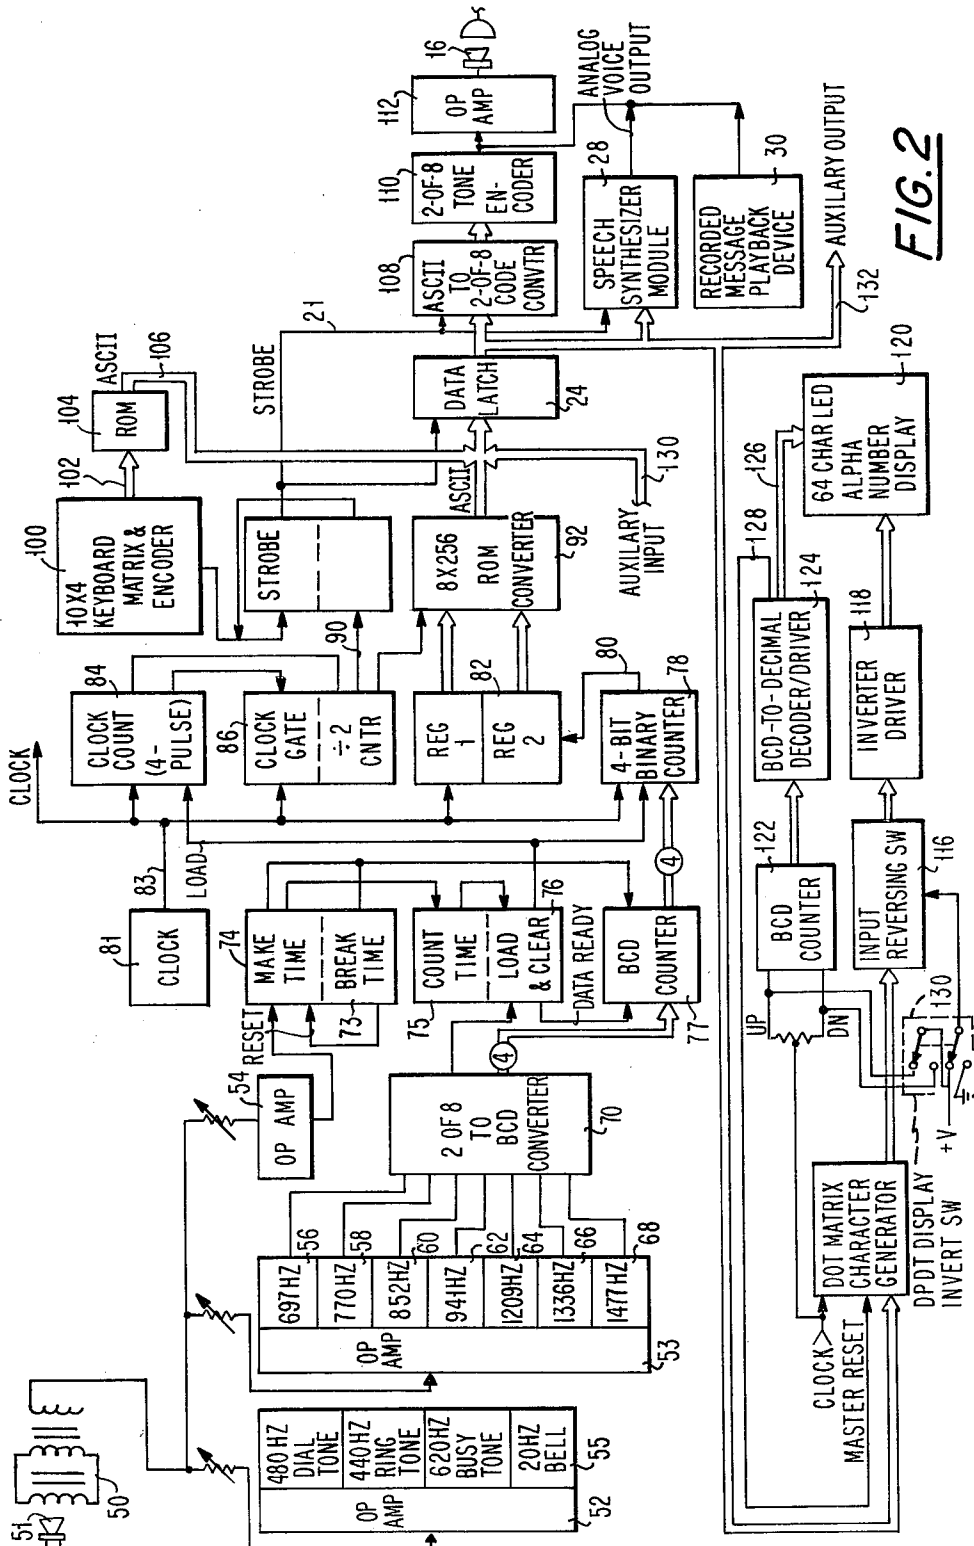 FIG. 2
51
50
480 HZ
DIAL
TONE
440 HZ
RING
TONE
620HZ
BUSY
TONE
20HZ
BELL
55
OP
AMP
52
697HZ
56
770HZ
58
852HZ
60
941HZ
62
1209HZ
64
1336HZ
66
1477HZ
68
OP
AMP
53
54
OP AMP
RESET
2 OF 8
TO
BCD
CONVERTER
70
4
81
CLOCK
83
CLOCK
LOAD
74
MAKE
TIME
BREAK
TIME
73
75
COUNT
TIME
LOAD
& CLEAR
76
DATA READY
BCD
COUNTER
77
4
84
CLOCK
COUNT
(4-
PULSE)
86
CLOCK
GATE
÷2
CNTR
90
REG
1
REG
2
82
80
4-BIT
BINARY
COUNTER
78
100
10X4
KEYBOARD
MATRIX &
ENCODER
102
104
ROM
ASCII
106
STROBE
STROBE
21
8X256
ROM
CONVERTER
92
ASCII
AUXILARY
INPUT
130
DATA
LATCH
24
108
ASCII
TO
2-OF-8
CODE
CONVTR
110
2-OF-8
TONE
EN-
CODER
112
OP
AMP
16
ANALOG
VOICE
OUTPUT
SPEECH
SYNTHESIZER
MODULE
28
RECORDED
MESSAGE
PLAYBACK
DEVICE
30
AUXILARY OUTPUT
132
CLOCK
MASTER RESET
DOT MATRIX
CHARACTER
GENERATOR
DPDT DISPLAY
INVERT SW
+V
130
UP
DN
BCD
COUNTER
122
INPUT
REVERSING SW
116
BCD-TO-DECIMAL
DECODER/DRIVER
124
128
126
INVERTER
DRIVER
118
64 CHAR LED
ALPHA
NUMBER
DISPLAY
120